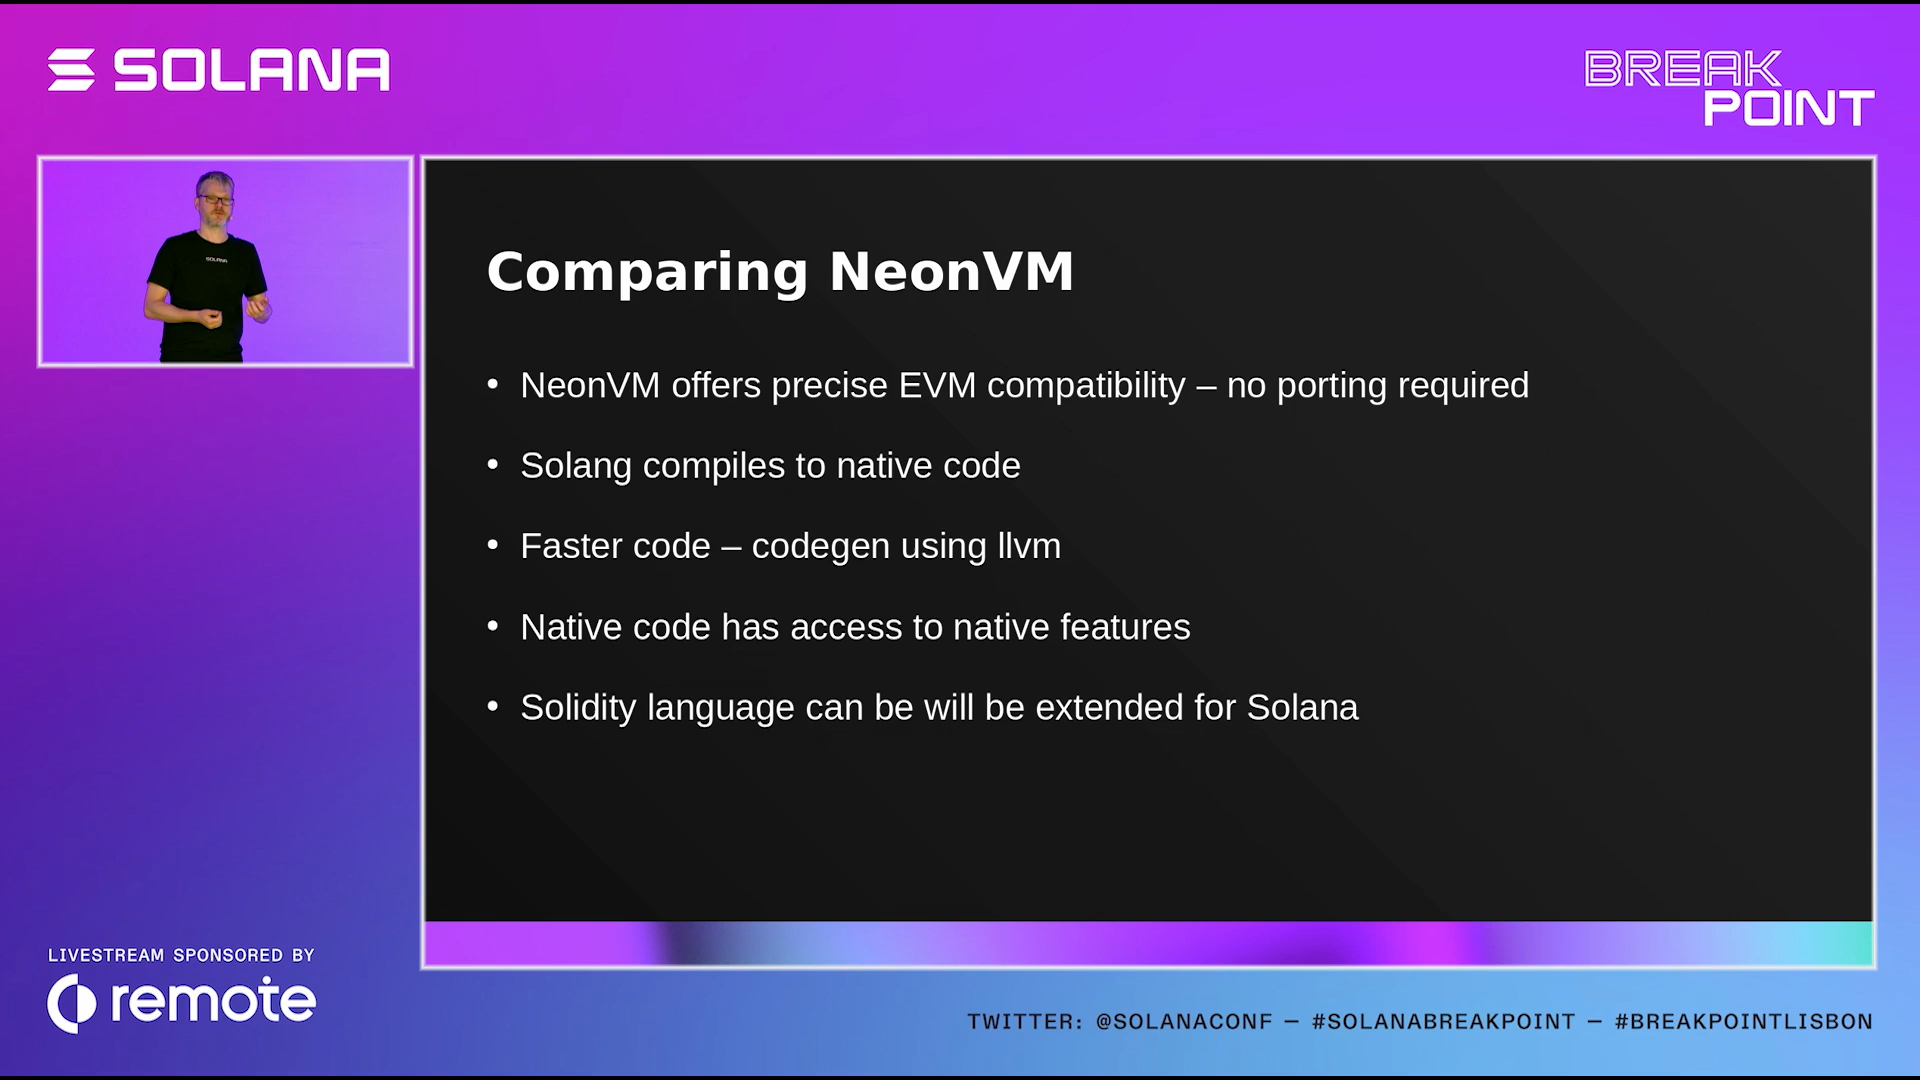 SOLANA
BREAK
POINT
SOLANA
Comparing NeonVM
• NeonVM offers precise EVM compatibility – no porting required
• Solang compiles to native code
• Faster code – codegen using llvm
• Native code has access to native features
• Solidity language can be will be extended for Solana
LIVESTREAM SPONSORED BY
remote
TWITTER: @SOLANACONF – #SOLANABREAKPOINT – #BREAKPOINTLISBON